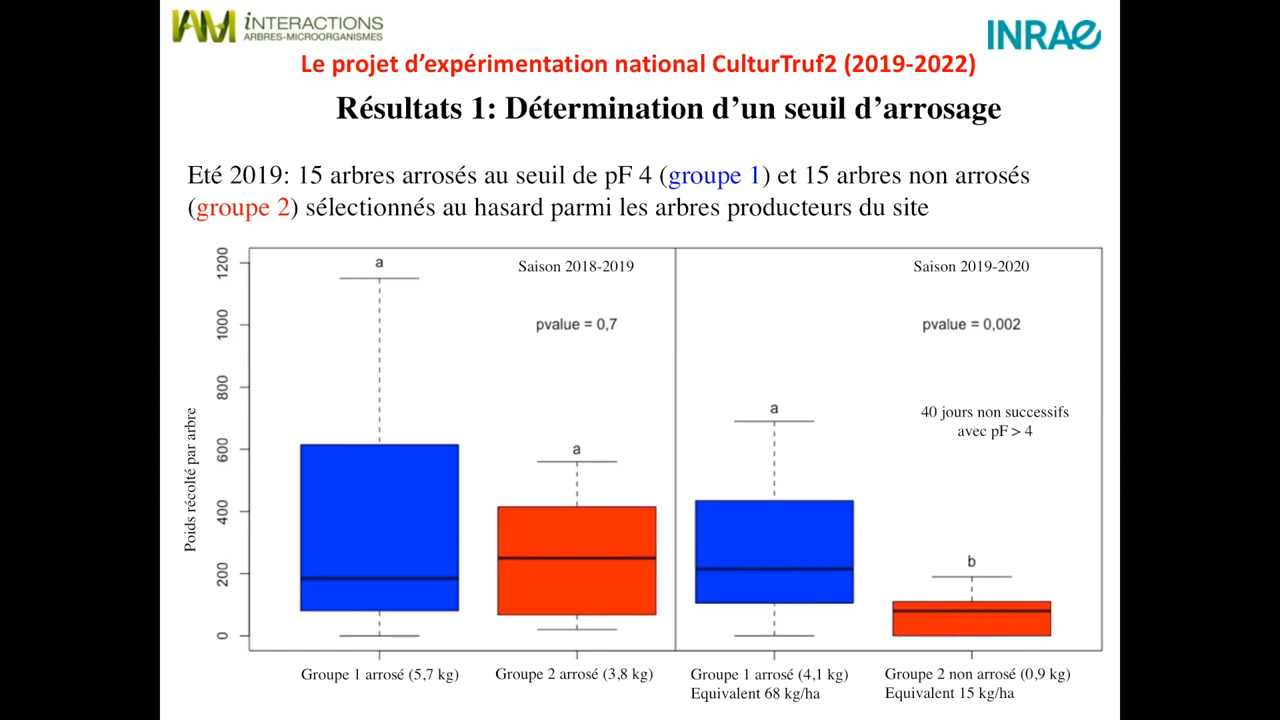 iNTERACTIONS
ARBRES-MICROORGANISMES
INRAE
Le projet d'expérimentation national CulturTruf2 (2019-2022)
Résultats 1: Détermination d'un seuil d'arrosage
Eté 2019: 15 arbres arrosés au seuil de pF 4 (groupe 1) et 15 arbres non arrosés
(groupe 2) sélectionnés au hasard parmi les arbres producteurs du site
Poids récolté par arbre
1200
1000
800
600
400
200
0
Saison 2018-2019
pvalue = 0,7
a
a
Saison 2019-2020
pvalue = 0,002
40 jours non successifs
avec pF > 4
a
b
Groupe 1 arrosé (5,7 kg)
Groupe 2 arrosé (3,8 kg)
Groupe 1 arrosé (4,1 kg)
Equivalent 68 kg/ha
Groupe 2 non arrosé (0,9 kg)
Equivalent 15 kg/ha